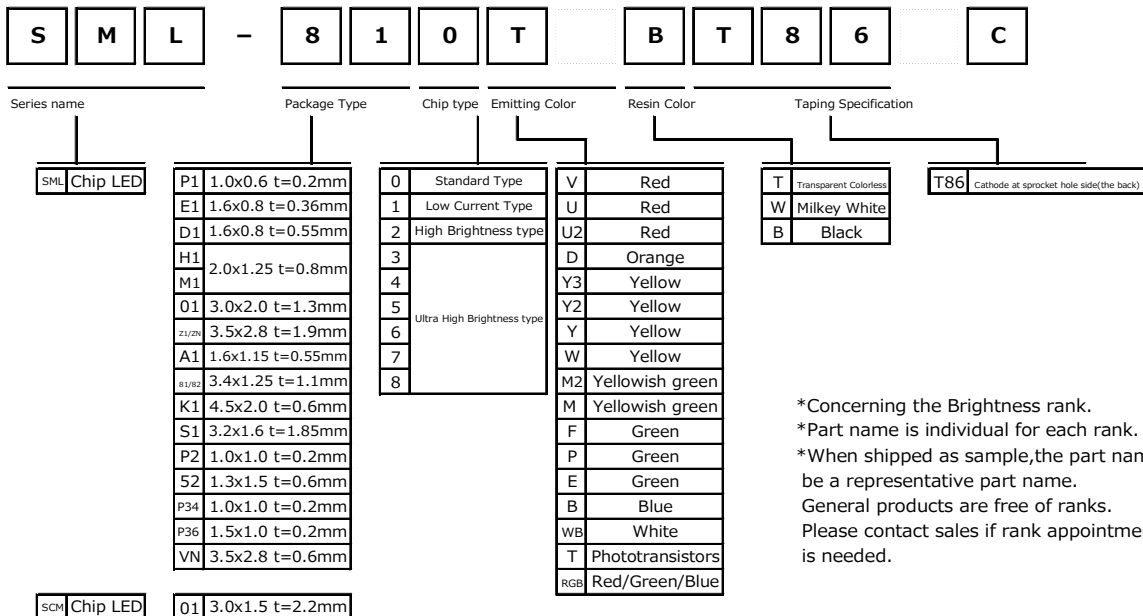 S M L – 8 1 0 T B T 8 6 C
Series name Package Type Chip type Emitting Color Resin Color Taping Specification
SML Chip LED
P1 1.0x0.6 t=0.2mm
E1 1.6x0.8 t=0.36mm
D1 1.6x0.8 t=0.55mm
H1 2.0x1.25 t=0.8mm
M1
01 3.0x2.0 t=1.3mm
Z1/ZN 3.5x2.8 t=1.9mm
A1 1.6x1.15 t=0.55mm
81/82 3.4x1.25 t=1.1mm
K1 4.5x2.0 t=0.6mm
S1 3.2x1.6 t=1.85mm
P2 1.0x1.0 t=0.2mm
52 1.3x1.5 t=0.6mm
P34 1.0x1.0 t=0.2mm
P36 1.5x1.0 t=0.2mm
VN 3.5x2.8 t=0.6mm
0 Standard Type
1 Low Current Type
2 High Brightness type
3
4
5
Ultra High Brightness type
6
7
8
V Red
U Red
U2 Red
D Orange
Y3 Yellow
Y2 Yellow
Y Yellow
W Yellow
M2 Yellowish green
M Yellowish green
F Green
P Green
E Green
B Blue
WB White
T Phototransistors
RGB Red/Green/Blue
T Transparent Colorless
W Milkey White
B Black
T86 Cathode at sprocket hole side(the back)
*Concerning the Brightness rank.
*Part name is individual for each rank.
*When shipped as sample,the part nam
be a representative part name.
General products are free of ranks.
Please contact sales if rank appointme
is needed.
SCM Chip LED
01 3.0x1.5 t=2.2mm